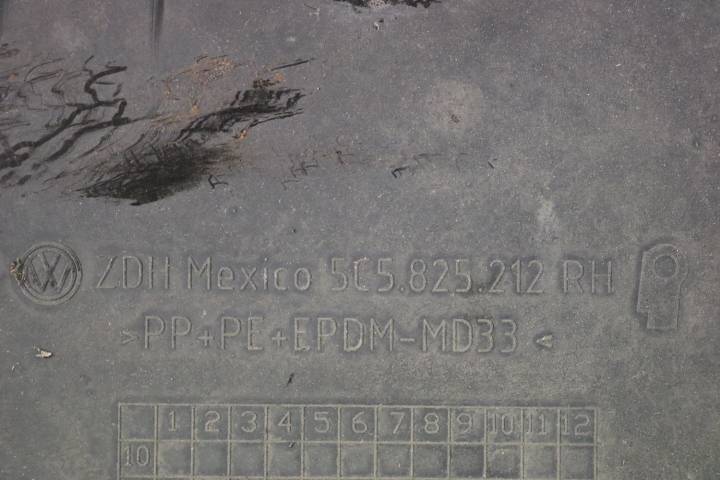 ZDH Mexico 5C5.825.212 RH
>PP+PE+EPDM-MD33<
1 2 3 4 5 6 7 8 9 10 11 12
10